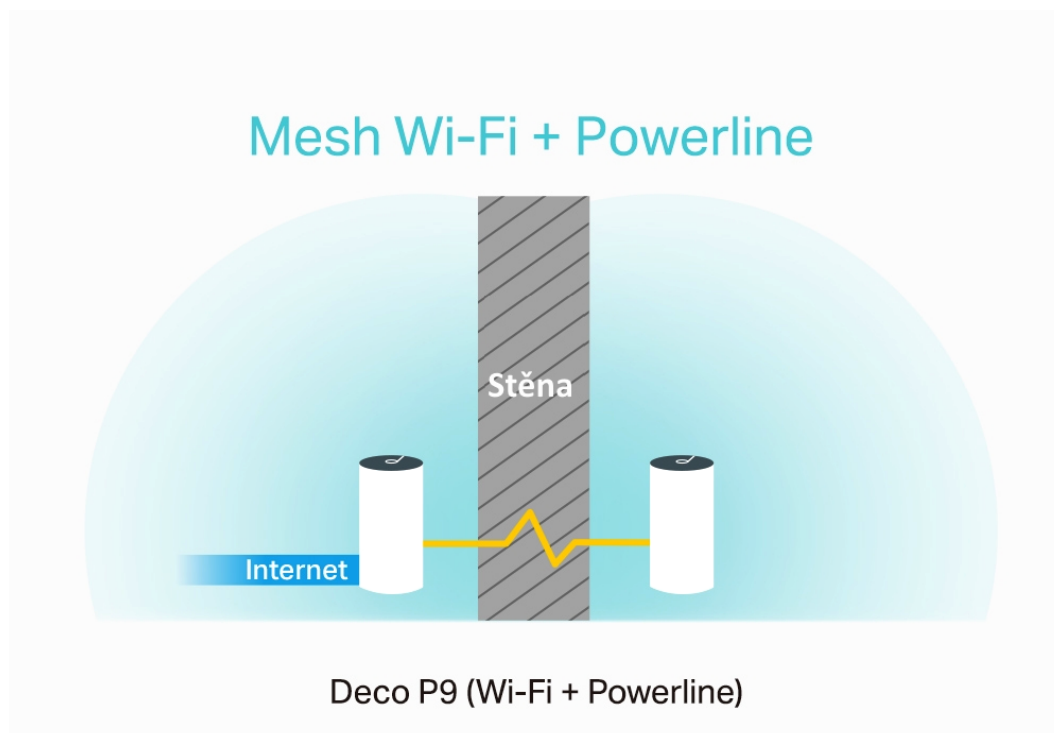 Mesh Wi-Fi + Powerline
Stěna
Internet
Deco P9 (Wi-Fi + Powerline)